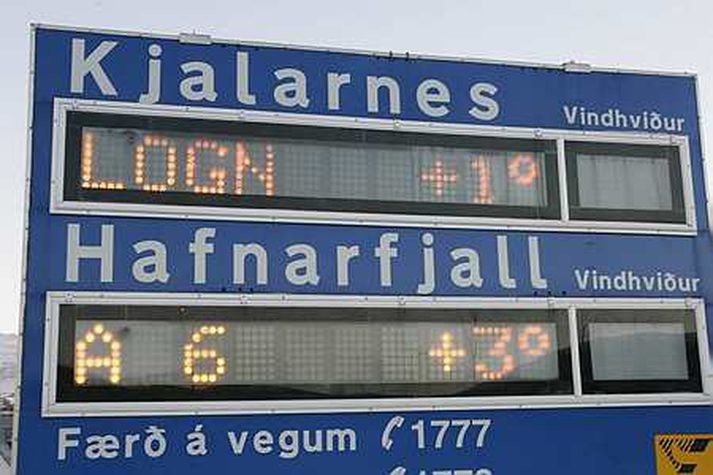 Kjalarnes
Vindhviður
LOGN +1°
Hafnarfjall
Vindhviður
A 6 +3°
Færð á vegum 1777